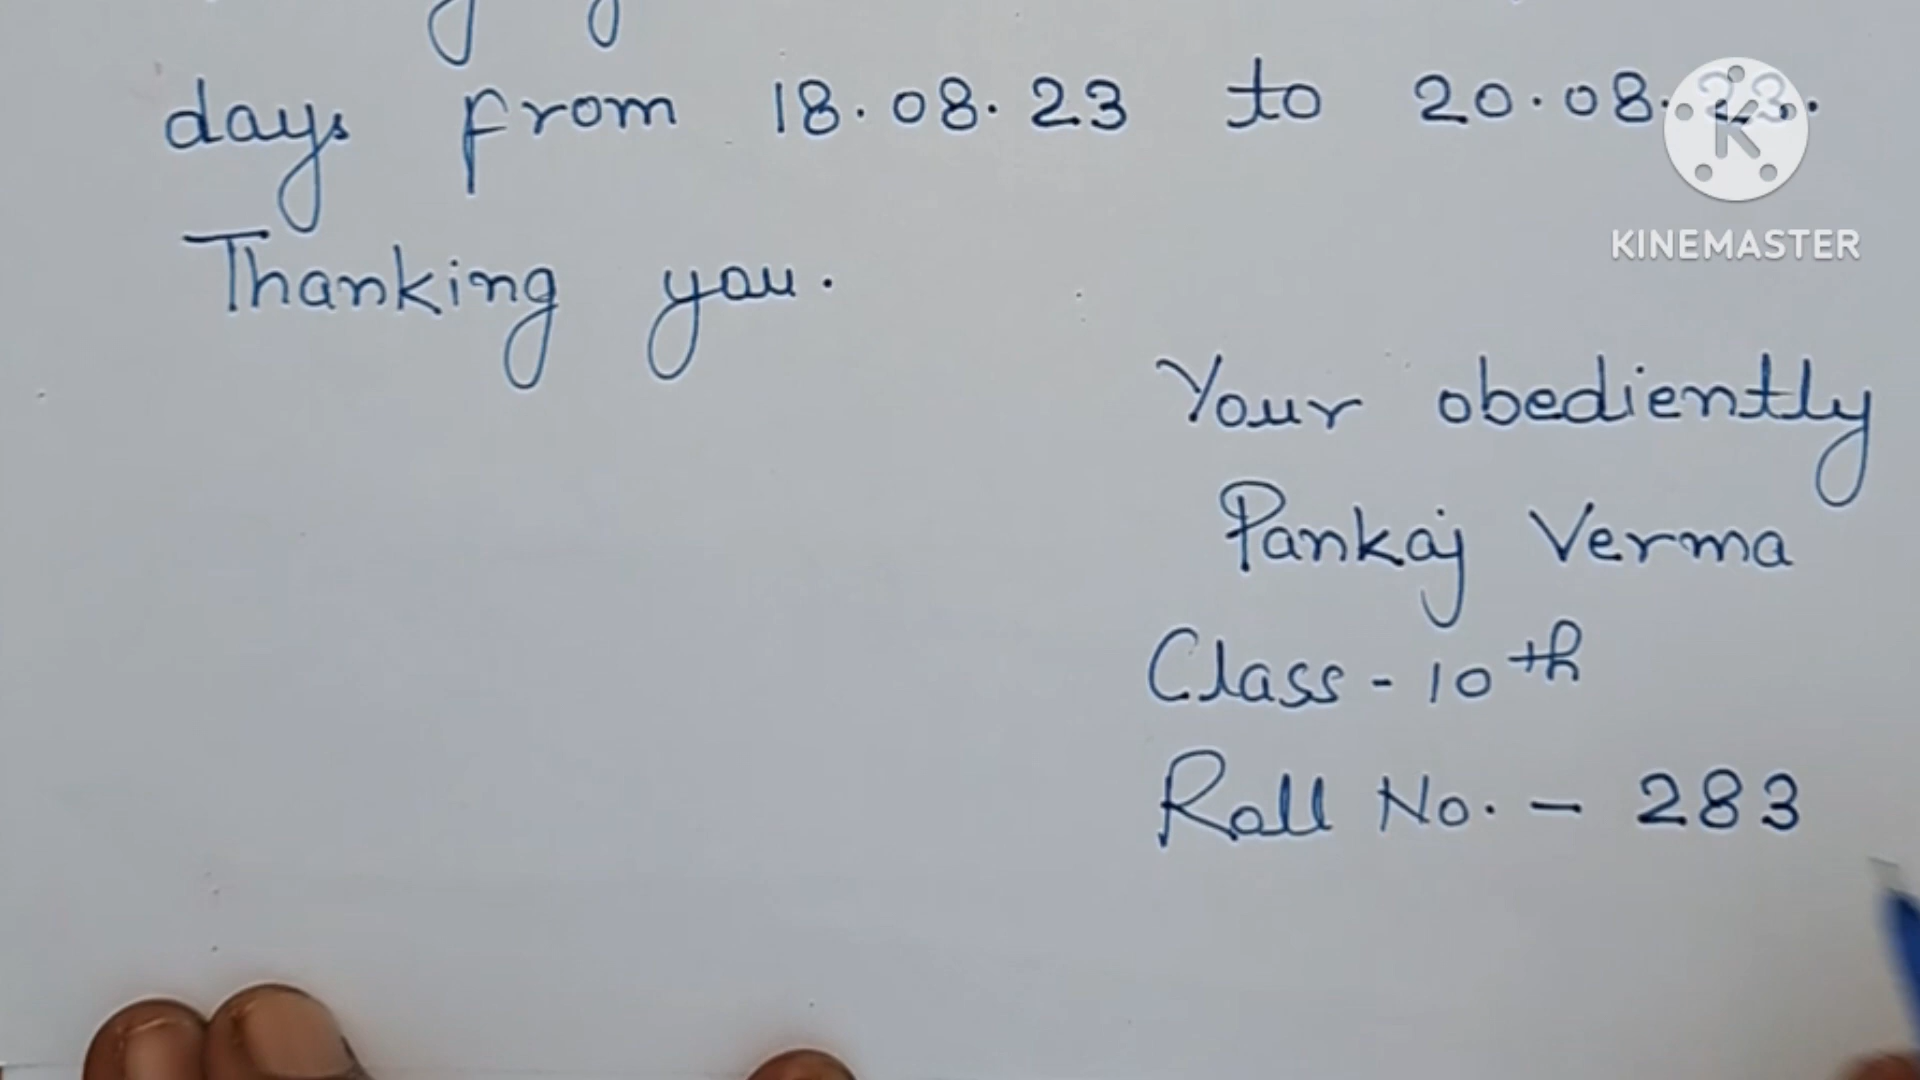 days from 18.08.23 to 20.08.23.
Thanking you.
Your obediently
Pankaj Verma
Class - 10th
Roll No. - 283
KINEMASTER